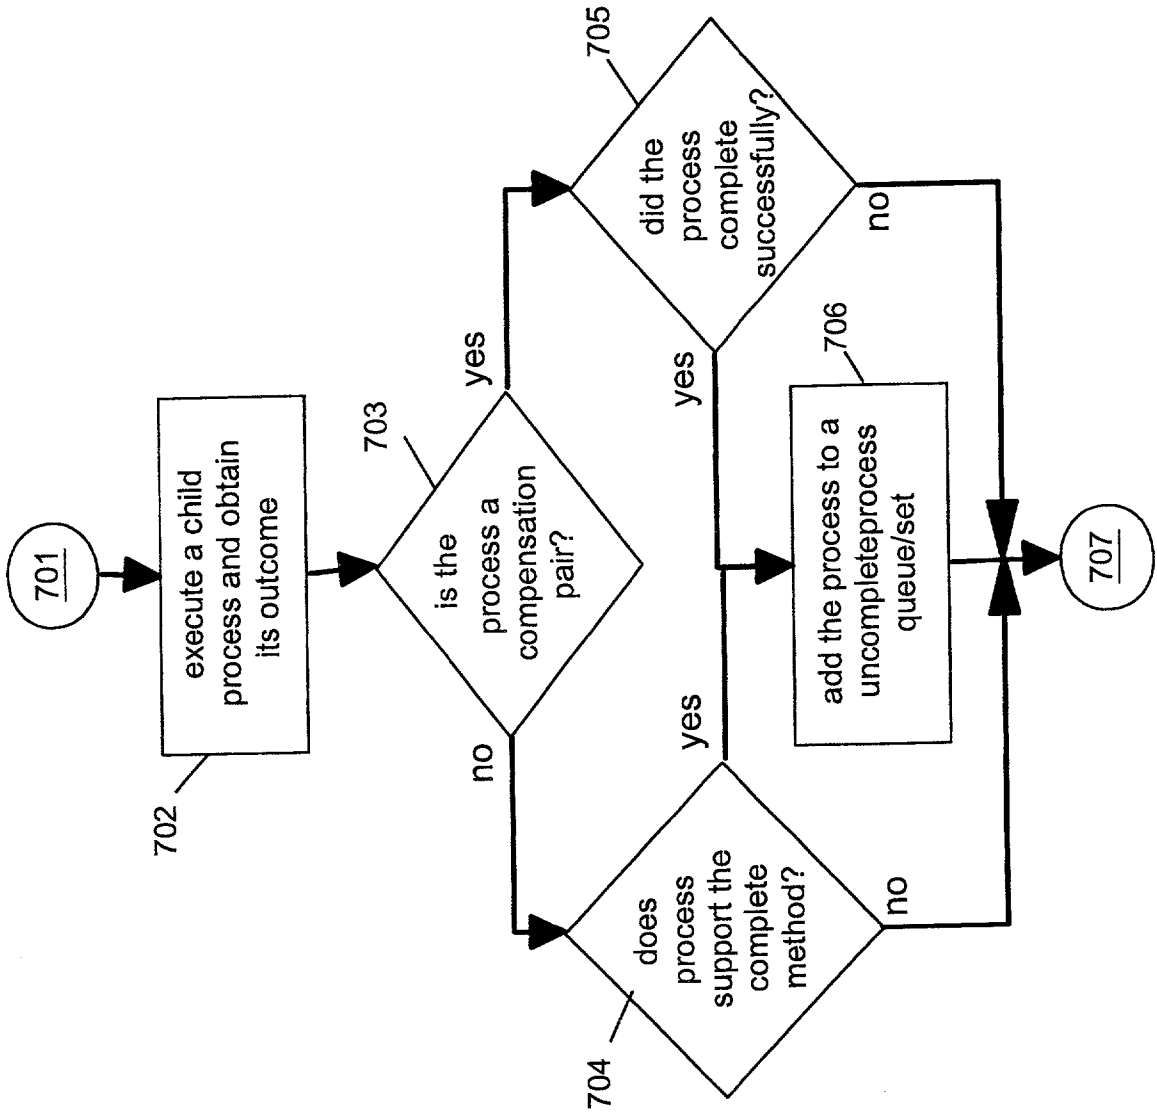 701
execute a child
process and obtain
its outcome
702
703
is the
process a
compensation
pair?
no
yes
does
process
support the
complete
method?
704
yes
no
705
did the
process
complete
successfully?
yes
no
706
add the process to a
uncompleteprocess
queue/set
707